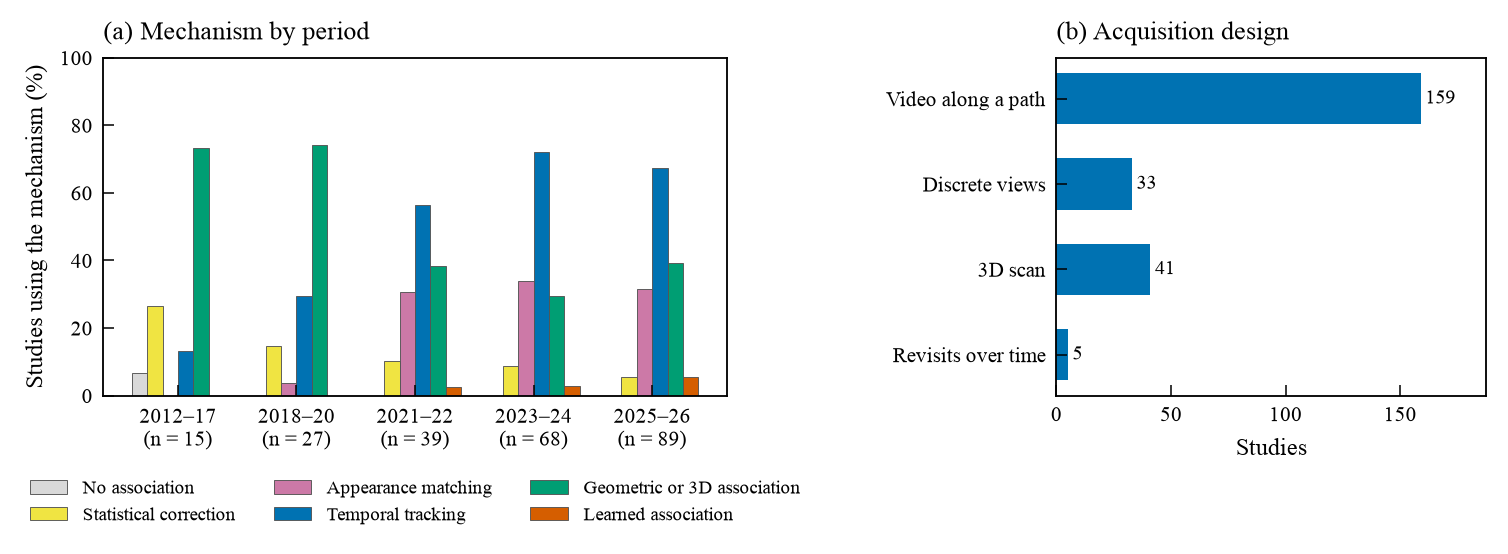 (a) Mechanism by period
Studies using the mechanism (%)
100
80
60
40
20
0
2012–17
(n = 15)
2018–20
(n = 27)
2021–22
(n = 39)
2023–24
(n = 68)
2025–26
(n = 89)
No association
Statistical correction
Appearance matching
Temporal tracking
Geometric or 3D association
Learned association
(b) Acquisition design
Video along a path
159
Discrete views
33
3D scan
41
Revisits over time
5
0
50
100
150
Studies